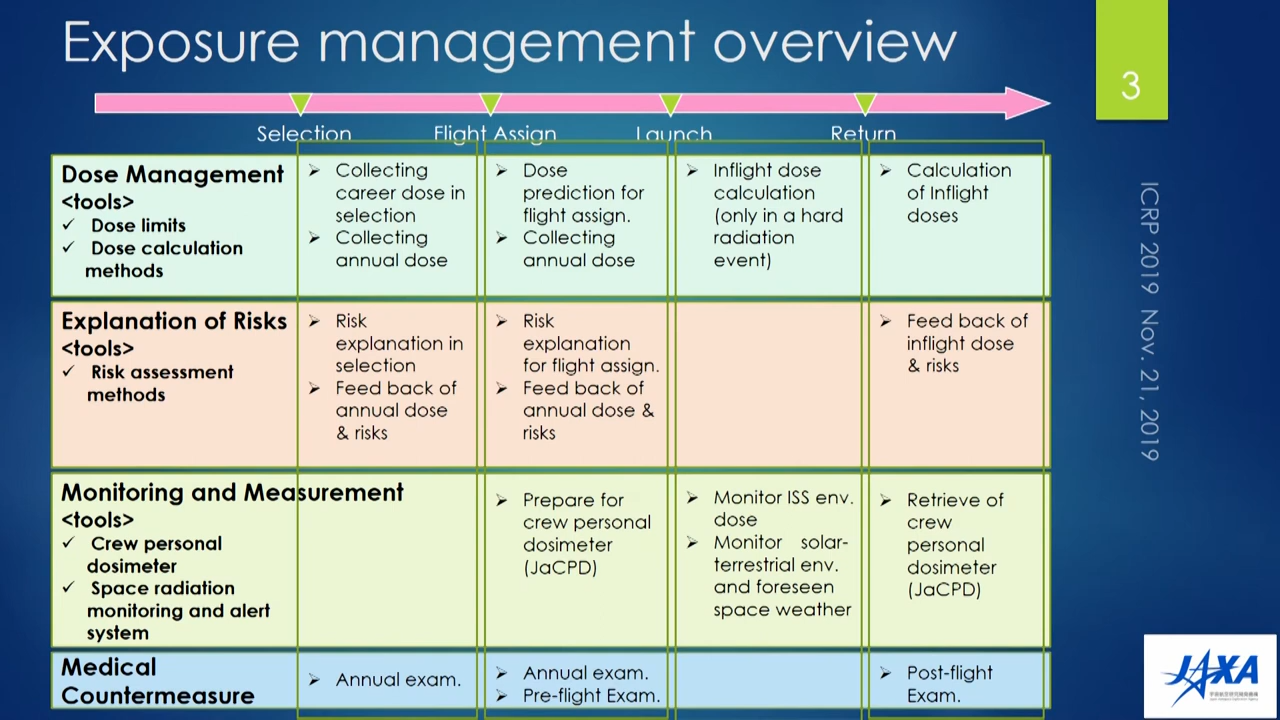 Exposure management overview
3
Selection
Flight Assign
Launch
Return
Dose Management
<tools>
✓ Dose limits
✓ Dose calculation
methods
➢ Collecting
career dose in
selection
➢ Collecting
annual dose
➢ Dose
prediction for
flight assign.
➢ Collecting
annual dose
➢ Inflight dose
calculation
(only in a hard
radiation
event)
➢ Calculation
of Inflight
doses
Explanation of Risks
<tools>
✓ Risk assessment
methods
➢ Risk
explanation in
selection
➢ Feed back of
annual dose
& risks
➢ Risk
explanation
for flight assign.
➢ Feed back of
annual dose &
risks
➢ Feed back of
inflight dose
& risks
Monitoring and Measurement
<tools>
✓ Crew personal
dosimeter
✓ Space radiation
monitoring and alert
system
➢ Prepare for
crew personal
dosimeter
(JaCPD)
➢ Monitor ISS env.
dose
➢ Monitor solar-
terrestrial env.
and foreseen
space weather
➢ Retrieve of
crew
personal
dosimeter
(JaCPD)
Medical
Countermeasure
➢ Annual exam.
➢ Annual exam.
➢ Pre-flight Exam.
➢ Post-flight
Exam.
ICRP 2019 Nov. 21, 2019
JAXA